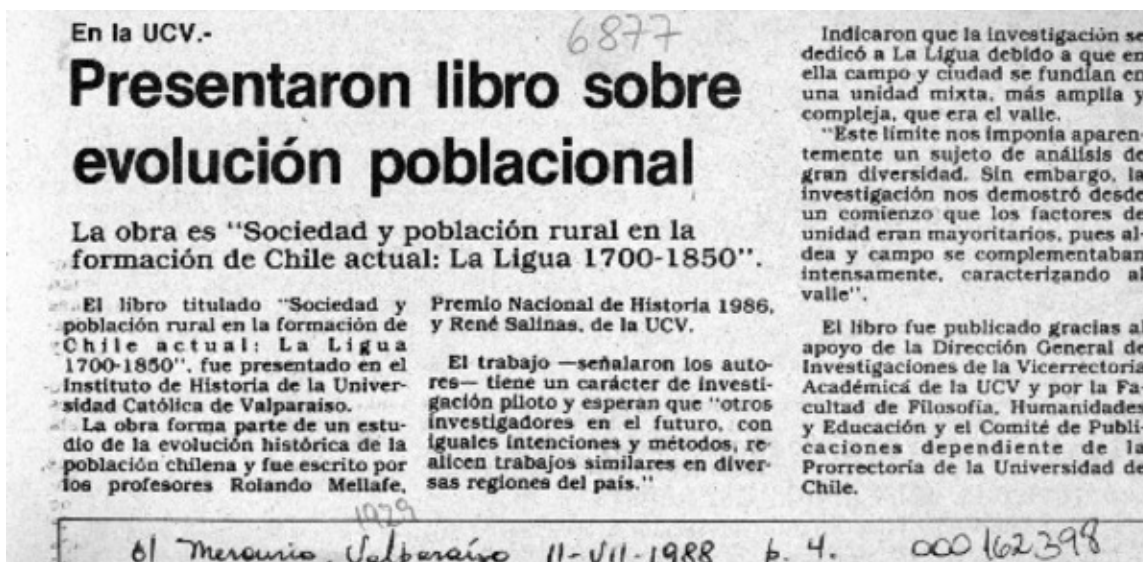 En la UCV.-
6877
Presentaron libro sobre
evolución poblacional
La obra es “Sociedad y población rural en la
formación de Chile actual: La Ligua 1700-1850”.
El libro titulado “Sociedad y
población rural en la formación de
Chile actual: La Ligua
1700-1850”. fue presentado en el
Instituto de Historia de la Univer-
sidad Católica de Valparaíso.
La obra forma parte de un estu-
dio de la evolución histórica de la
población chilena y fue escrito por
los profesores Rolando Mellafe,
Premio Nacional de Historia 1986,
y René Salinas, de la UCV.
El trabajo —señalaron los auto-
res— tiene un carácter de investi-
gación piloto y esperan que “otros
investigadores en el futuro, con
iguales intenciones y métodos, re-
alicen trabajos similares en diver-
sas regiones del país.”
Indicaron que la investigación se
dedicó a La Ligua debido a que en
ella campo y ciudad se fundían en
una unidad mixta, más amplia y
compleja, que era el valle.
“Este límite nos imponía aparen-
temente un sujeto de análisis de
gran diversidad. Sin embargo, la
investigación nos demostró desde
un comienzo que los factores de
unidad eran mayoritarios, pues al-
dea y campo se complementaban
intensamente, caracterizando al
valle”.
El libro fue publicado gracias al
apoyo de la Dirección General de
Investigaciones de la Vicerrectoría
Académica de la UCV y por la Fa-
cultad de Filosofía, Humanidades
y Educación y el Comité de Publi-
caciones dependiente de la
Prorrectoría de la Universidad de
Chile.
1929
El Mercurio, Valparaíso 11-VII-1988 p. 4. 000162398